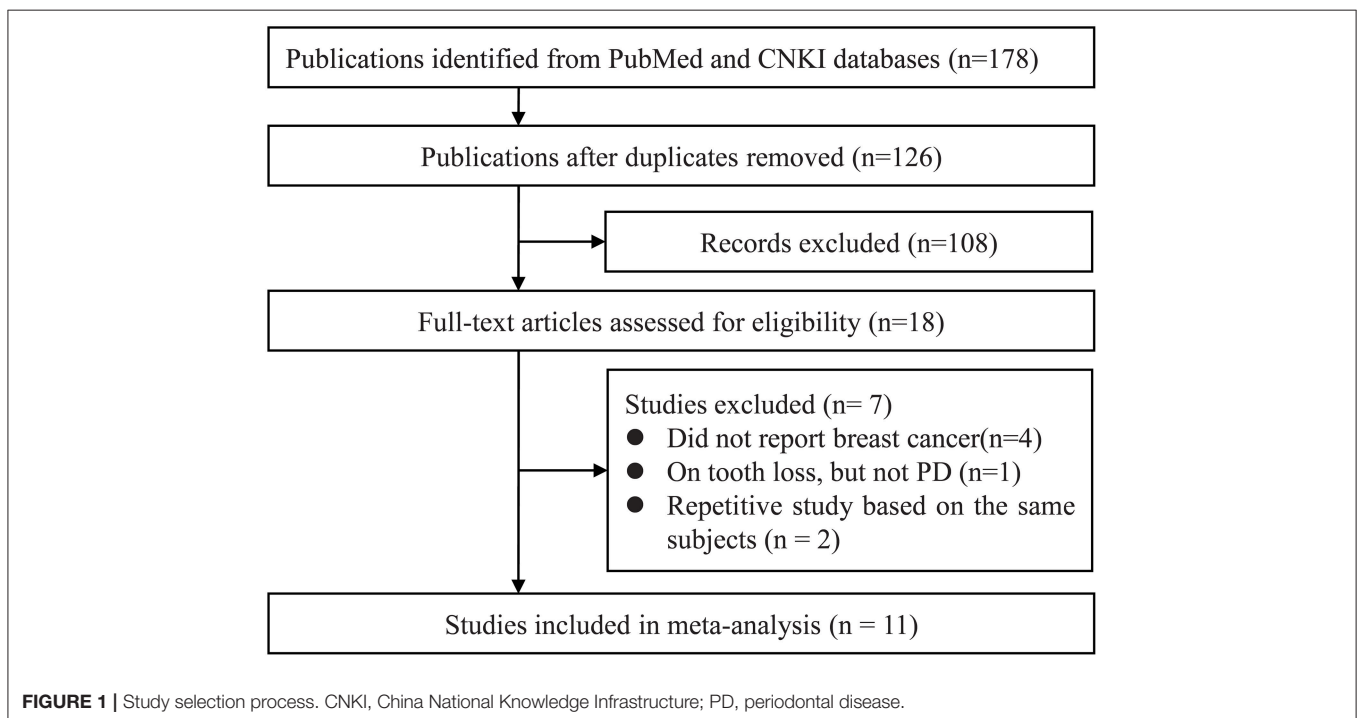 Publications identified from PubMed and CNKI databases (n=178)
Publications after duplicates removed (n=126)
Records excluded (n=108)
Full-text articles assessed for eligibility (n=18)
Studies excluded (n= 7)
● Did not report breast cancer(n=4)
● On tooth loss, but not PD (n=1)
● Repetitive study based on the same
subjects (n = 2)
Studies included in meta-analysis (n = 11)
FIGURE 1 | Study selection process. CNKI, China National Knowledge Infrastructure; PD, periodontal disease.